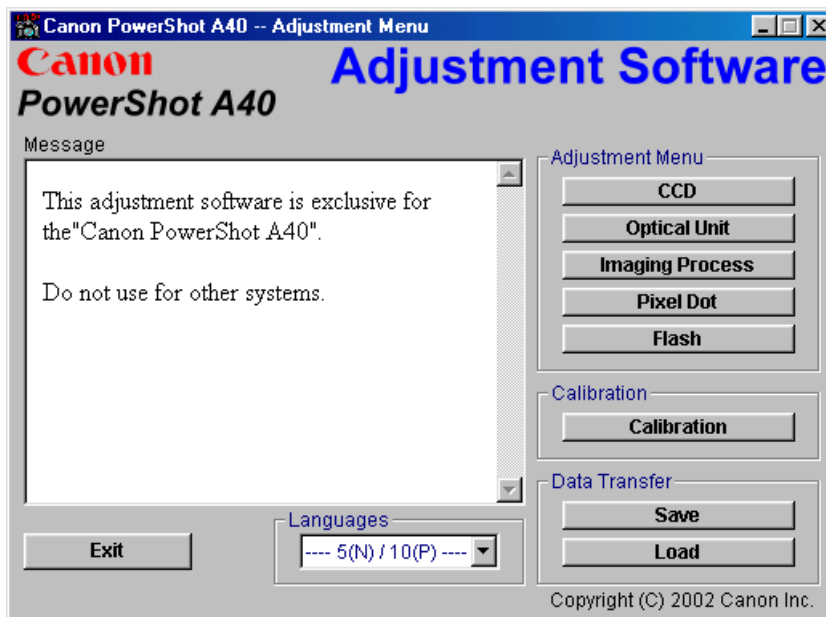 Canon PowerShot A40 -- Adjustment Menu
Canon
PowerShot A40
Adjustment Software
Message
This adjustment software is exclusive for
the"Canon PowerShot A40".
Do not use for other systems.
Adjustment Menu
CCD
Optical Unit
Imaging Process
Pixel Dot
Flash
Calibration
Calibration
Data Transfer
Save
Load
Exit
Languages
---- 5(N) / 10(P) ----
Copyright (C) 2002 Canon Inc.